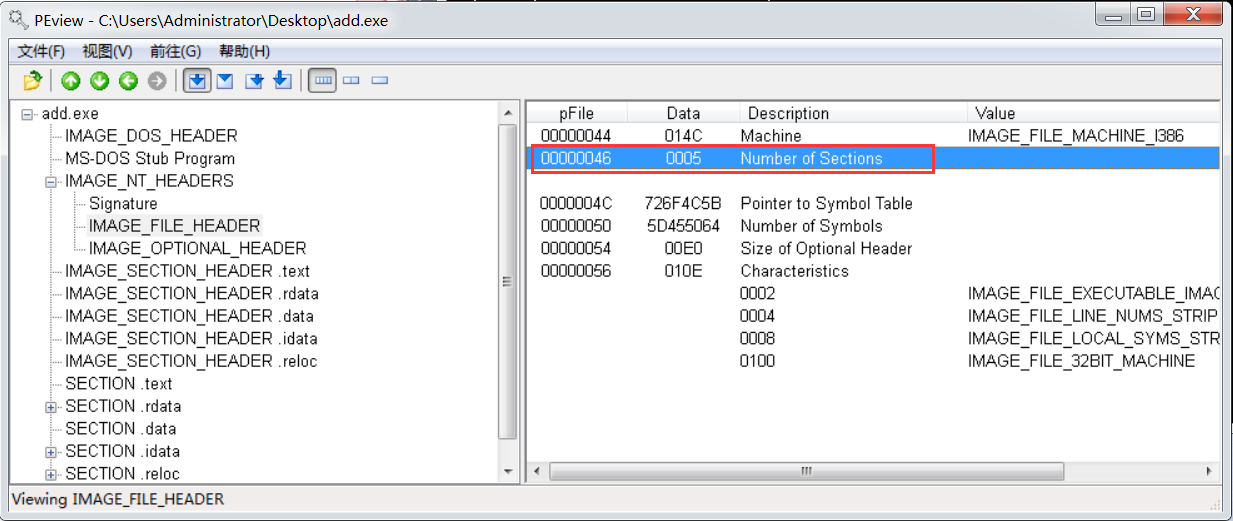 PEview - C:\Users\Administrator\Desktop\add.exe
文件(F) 视图(V) 前往(G) 帮助(H)
add.exe
IMAGE_DOS_HEADER
MS-DOS Stub Program
IMAGE_NT_HEADERS
Signature
IMAGE_FILE_HEADER
IMAGE_OPTIONAL_HEADER
IMAGE_SECTION_HEADER .text
IMAGE_SECTION_HEADER .rdata
IMAGE_SECTION_HEADER .data
IMAGE_SECTION_HEADER .idata
IMAGE_SECTION_HEADER .reloc
SECTION .text
SECTION .rdata
SECTION .data
SECTION .idata
SECTION .reloc
pFile Data Description Value
00000044 014C Machine IMAGE_FILE_MACHINE_I386
00000046 0005 Number of Sections
0000004C 726F4C5B Pointer to Symbol Table
00000050 5D455064 Number of Symbols
00000054 00E0 Size of Optional Header
00000056 010E Characteristics
0002 IMAGE_FILE_EXECUTABLE_IMAG
0004 IMAGE_FILE_LINE_NUMS_STRIP
0008 IMAGE_FILE_LOCAL_SYMS_STR
0100 IMAGE_FILE_32BIT_MACHINE
Viewing IMAGE_FILE_HEADER